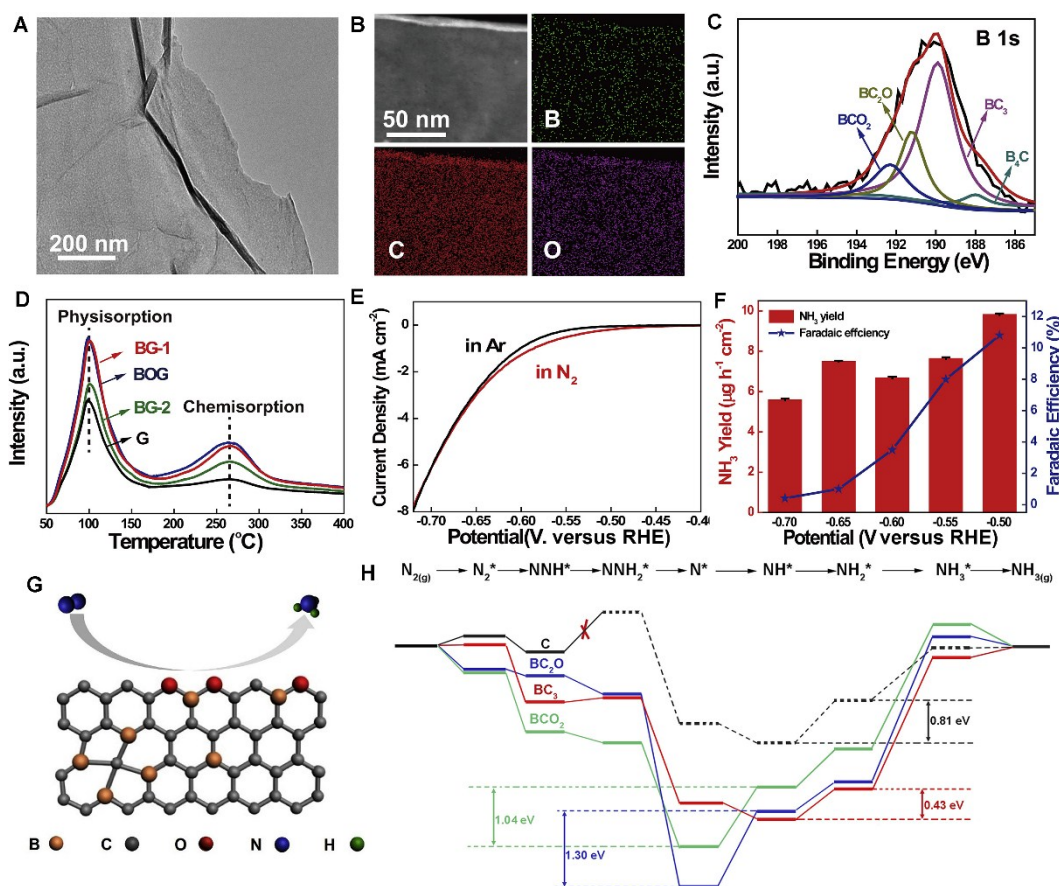 A
200 nm
B
50 nm
B
C
O
C
B 1s
BC₂O
BCO₂
BC₃
B₄C
Intensity (a.u.)
200 198 196 194 192 190 188 186
Binding Energy (eV)
D
Physisorption
BG-1
BOG
BG-2
G
Chemisorption
Intensity (a.u.)
50 100 150 200 250 300 350 400
Temperature (°C)
E
in Ar
in N₂
Current Density (mA cm⁻²)
0
-2
-4
-6
-8
-0.70 -0.65 -0.60 -0.55 -0.50 -0.45 -0.40
Potential(V. versus RHE)
F
NH₃ yield
Faradaic effciency
NH₃ Yield (μg h⁻¹ cm⁻²)
10
8
6
4
2
0
Faradaic Efficiency (%)
12
10
8
6
4
2
0
-0.70 -0.65 -0.60 -0.55 -0.50
Potential (V versus RHE)
G
B C O N H
H
N₂(g) N₂* NNH* NNH₂* N* NH* NH₂* NH₃* NH₃(g)
C
BC₂O
BC₃
BCO₂
0.81 eV
0.43 eV
1.04 eV
1.30 eV